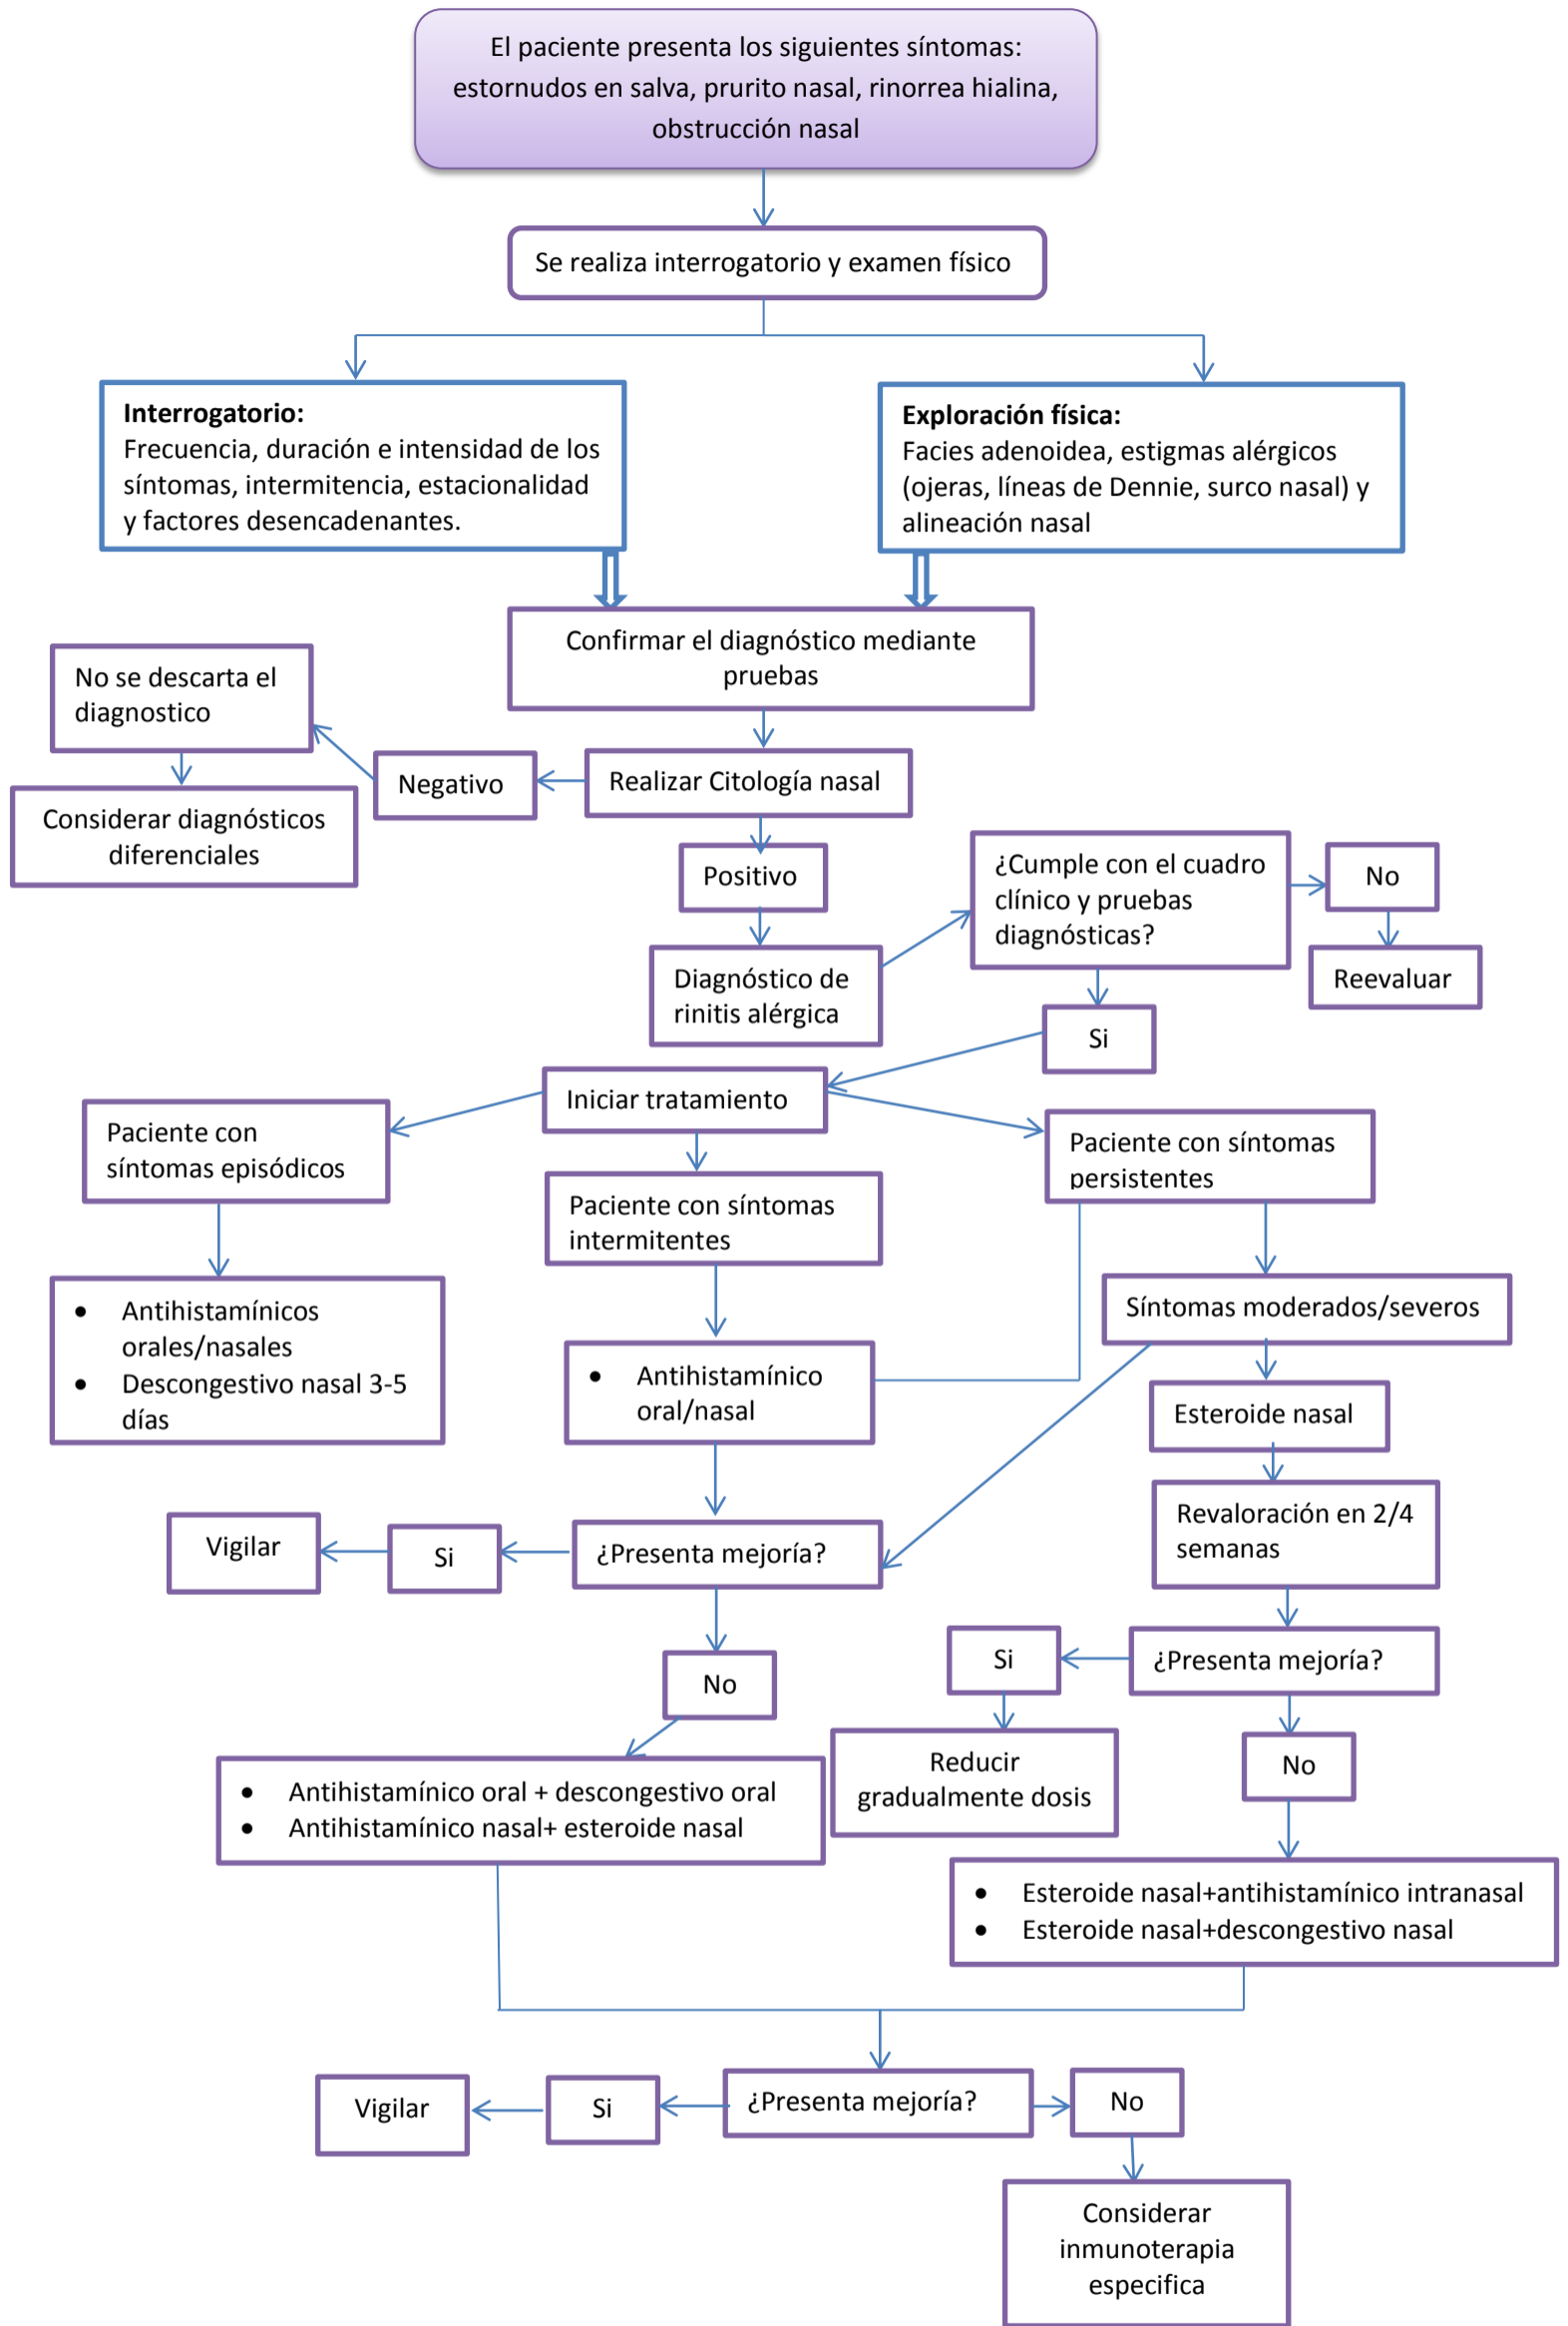 El paciente presenta los siguientes síntomas:
estornudos en salva, prurito nasal, rinorrea hialina,
obstrucción nasal
Se realiza interrogatorio y examen físico
Interrogatorio:
Frecuencia, duración e intensidad de los
síntomas, intermitencia, estacionalidad
y factores desencadenantes.
Exploración física:
Facies adenoidea, estigmas alérgicos
(ojeras, líneas de Dennie, surco nasal) y
alineación nasal
Confirmar el diagnóstico mediante
pruebas
No se descarta el
diagnostico
Negativo
Realizar Citología nasal
Considerar diagnósticos
diferenciales
Positivo
¿Cumple con el cuadro
clínico y pruebas
diagnósticas?
No
Reevaluar
Diagnóstico de
rinitis alérgica
Si
Iniciar tratamiento
Paciente con
síntomas episódicos
Paciente con síntomas
intermitentes
Paciente con síntomas
persistentes
• Antihistamínicos
orales/nasales
• Descongestivo nasal 3-5
días
• Antihistamínico
oral/nasal
Síntomas moderados/severos
Esteroide nasal
Revaloración en 2/4
semanas
Vigilar
Si
¿Presenta mejoría?
No
Si
¿Presenta mejoría?
Reducir
gradualmente dosis
No
• Antihistamínico oral + descongestivo oral
• Antihistamínico nasal+ esteroide nasal
• Esteroide nasal+antihistamínico intranasal
• Esteroide nasal+descongestivo nasal
Vigilar
Si
¿Presenta mejoría?
No
Considerar
inmunoterapia
especifica